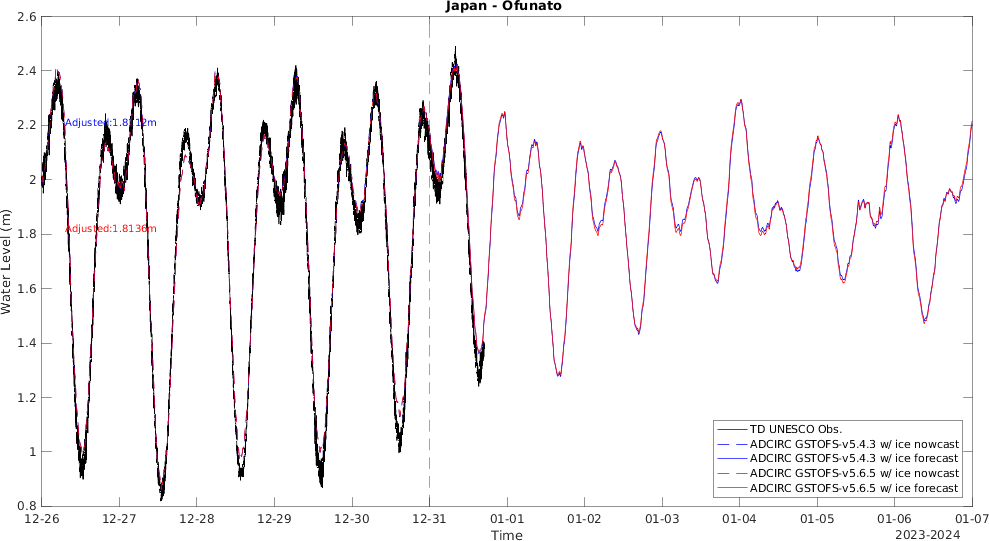 Japan - Ofunato
2.6
2.4
2.2
2
1.8
1.6
1.4
1.2
1
0.8
Water Level (m)
Adjusted:1.8112m
Adjusted:1.8136m
TD UNESCO Obs.
ADCIRC GSTOFS-v5.4.3 w/ ice nowcast
ADCIRC GSTOFS-v5.4.3 w/ ice forecast
ADCIRC GSTOFS-v5.6.5 w/ ice nowcast
ADCIRC GSTOFS-v5.6.5 w/ ice forecast
12-26 12-27 12-28 12-29 12-30 12-31 01-01 01-02 01-03 01-04 01-05 01-06 01-07
Time
2023-2024